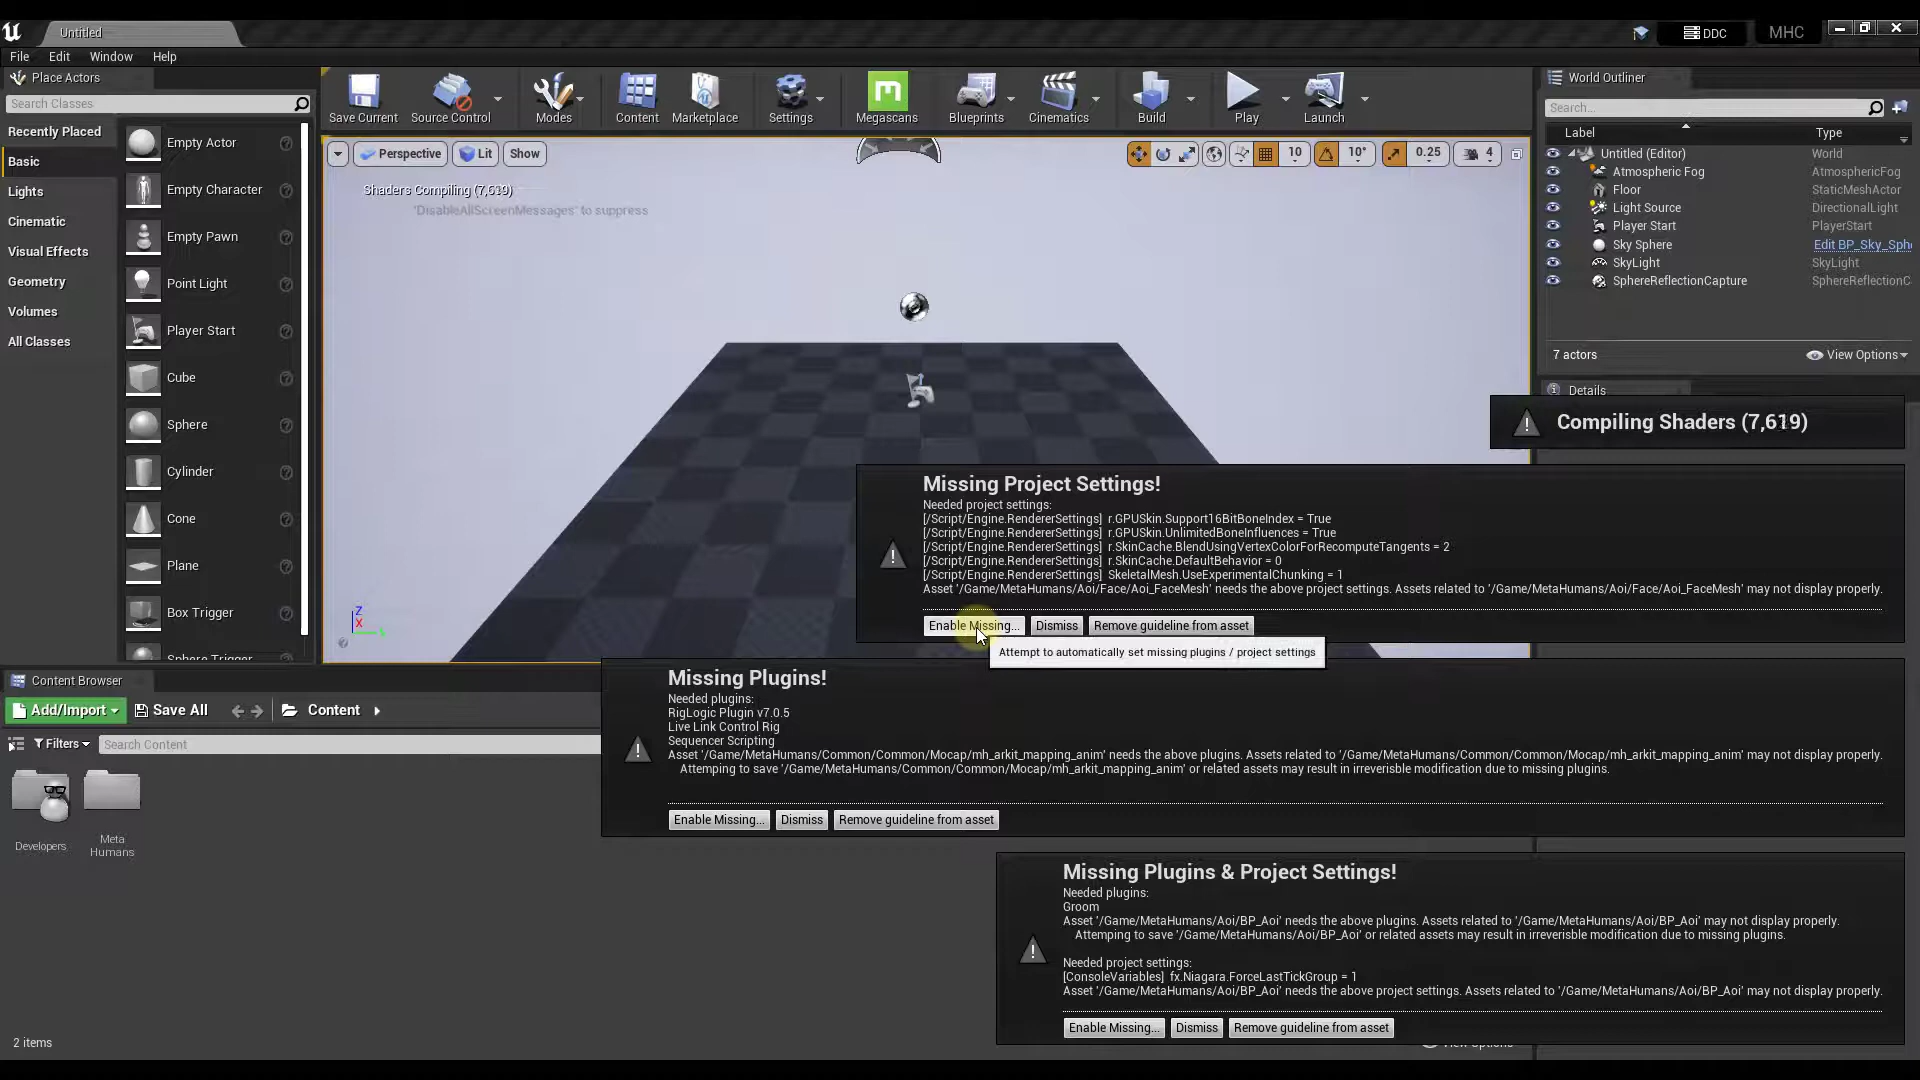 Untitled
DDC
MHC
File
Edit
Window
Help
Place Actors
Search Classes
Recently Placed
Basic
Lights
Cinematic
Visual Effects
Geometry
Volumes
All Classes
Empty Actor
Empty Character
Empty Pawn
Point Light
Player Start
Cube
Sphere
Cylinder
Cone
Plane
Box Trigger
Sphere Trigger
Save Current
Source Control
Modes
Content
Marketplace
Settings
Megascans
Blueprints
Cinematics
Build
Play
Launch
Perspective
Lit
Show
10
10°
0.25
4
Shaders Compiling (7,619)
'DisableAllScreenMessages' to suppress
Z
X
World Outliner
Search...
Label
Type
Untitled (Editor)
World
Atmospheric Fog
AtmosphericFog
Floor
StaticMeshActor
Light Source
DirectionalLight
Player Start
PlayerStart
Sky Sphere
Edit BP_Sky_Sph
SkyLight
SkyLight
SphereReflectionCapture
SphereReflectionC
7 actors
View Options
Details
Compiling Shaders (7,619)
Missing Project Settings!
Needed project settings:
[/Script/Engine.RendererSettings] r.GPUSkin.Support16BitBoneIndex = True
[/Script/Engine.RendererSettings] r.GPUSkin.UnlimitedBoneInfluences = True
[/Script/Engine.RendererSettings] r.SkinCache.BlendUsingVertexColorForRecomputeTangents = 2
[/Script/Engine.RendererSettings] r.SkinCache.DefaultBehavior = 0
[/Script/Engine.RendererSettings] SkeletalMesh.UseExperimentalChunking = 1
Asset '/Game/MetaHumans/Aoi/Face/Aoi_FaceMesh' needs the above project settings. Assets related to '/Game/MetaHumans/Aoi/Face/Aoi_FaceMesh' may not display properly.
Enable Missing...
Dismiss
Remove guideline from asset
Attempt to automatically set missing plugins / project settings
Missing Plugins!
Needed plugins:
RigLogic Plugin v7.0.5
Live Link Control Rig
Sequencer Scripting
Asset '/Game/MetaHumans/Common/Common/Mocap/mh_arkit_mapping_anim' needs the above plugins. Assets related to '/Game/MetaHumans/Common/Common/Mocap/mh_arkit_mapping_anim' may not display properly.
Attemping to save '/Game/MetaHumans/Common/Common/Mocap/mh_arkit_mapping_anim' or related assets may result in irreverisble modification due to missing plugins.
Enable Missing...
Dismiss
Remove guideline from asset
Missing Plugins & Project Settings!
Needed plugins:
Groom
Asset '/Game/MetaHumans/Aoi/BP_Aoi' needs the above plugins. Assets related to '/Game/MetaHumans/Aoi/BP_Aoi' may not display properly.
Attemping to save '/Game/MetaHumans/Aoi/BP_Aoi' or related assets may result in irreverisble modification due to missing plugins.
Needed project settings:
[ConsoleVariables] fx.Niagara.ForceLastTickGroup = 1
Asset '/Game/MetaHumans/Aoi/BP_Aoi' needs the above project settings. Assets related to '/Game/MetaHumans/Aoi/BP_Aoi' may not display properly.
Enable Missing...
Dismiss
Remove guideline from asset
Content Browser
Add/Import
Save All
Content
Filters
Search Content
Developers
Meta
Humans
2 items
View Options